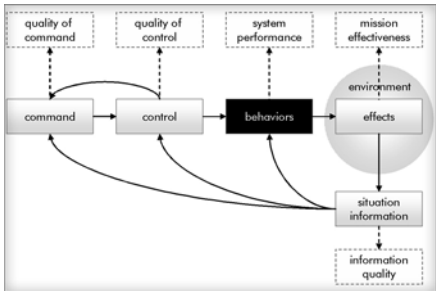 quality of
command
quality of
control
system
performance
mission
effectiveness
environment
command
control
behaviors
effects
situation
information
information
quality